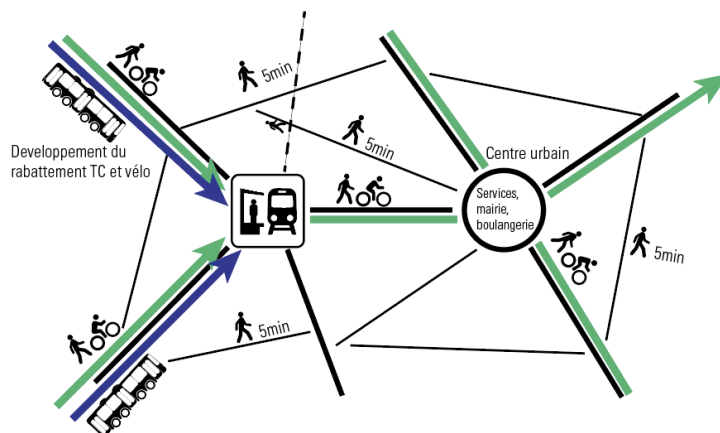 5min
5min
Developpement du
rabattement TC et vélo
Centre urbain
Services,
mairie,
boulangerie
5min
5min